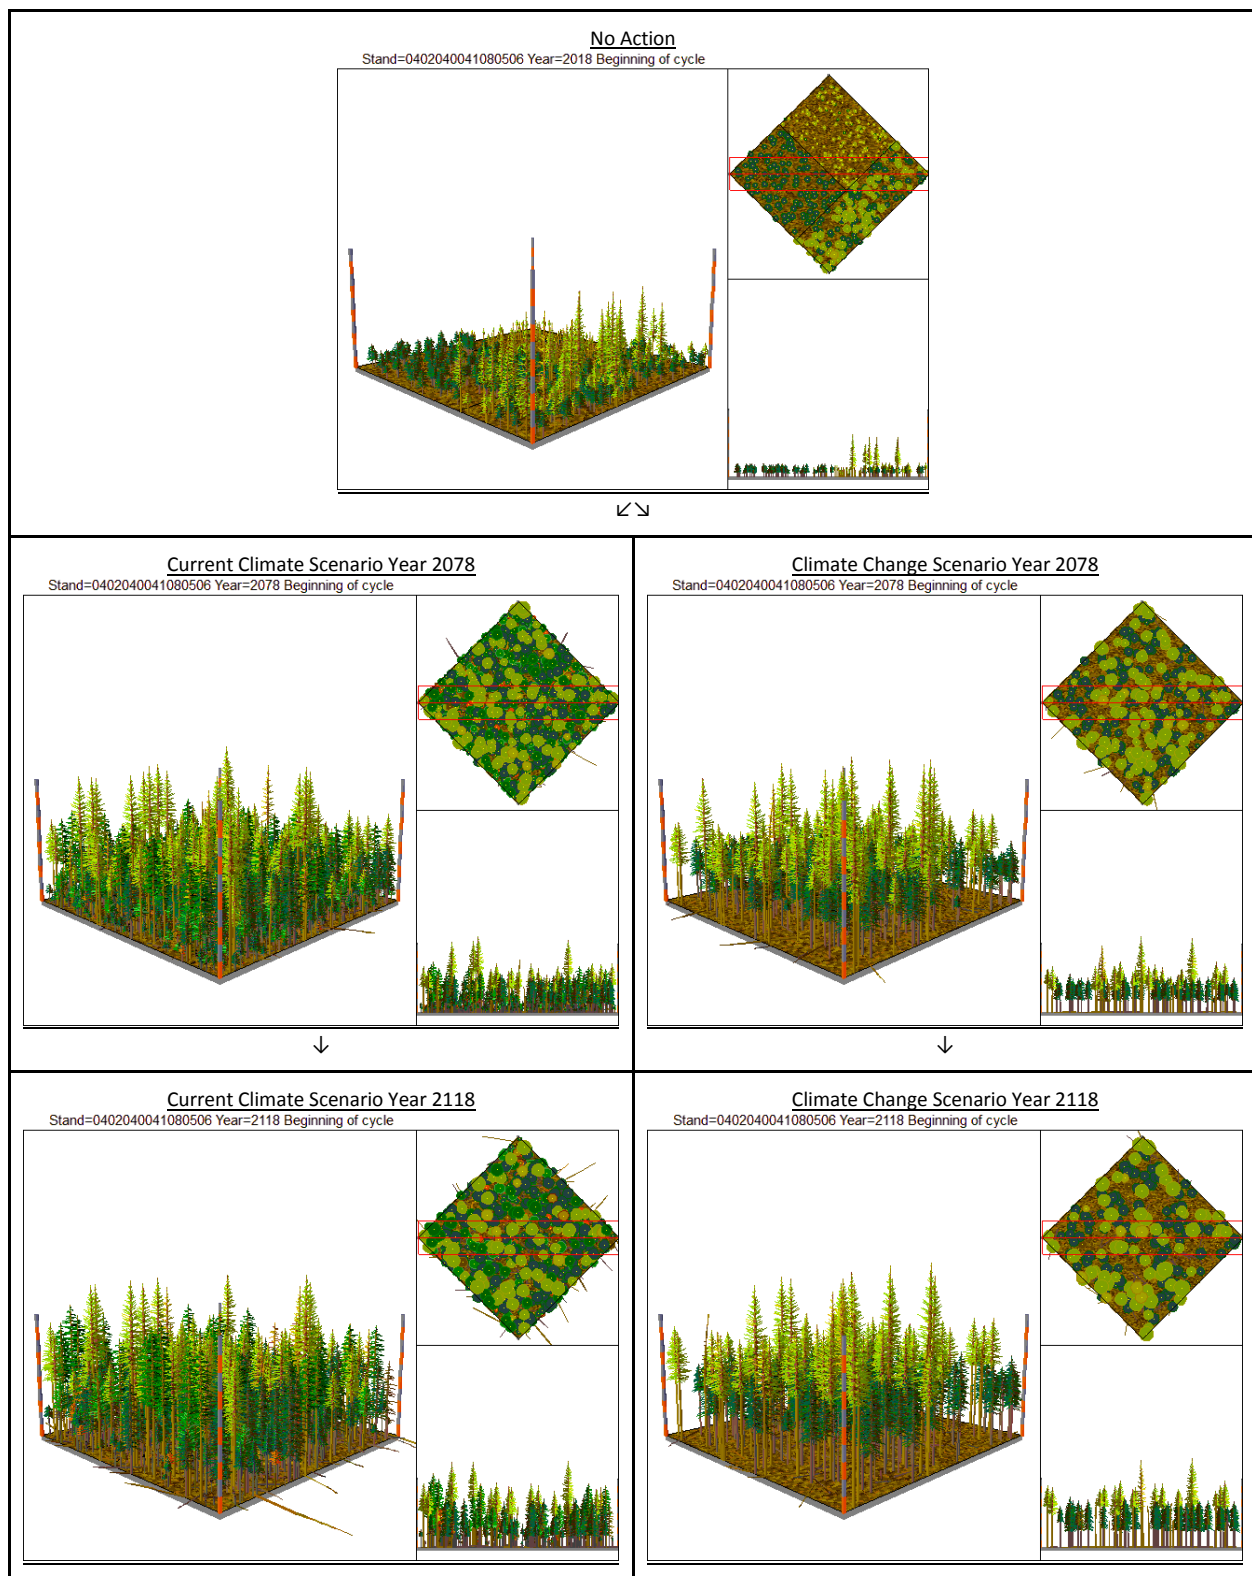 No Action
Stand=0402040041080506 Year=2018 Beginning of cycle
↙↘
Current Climate Scenario Year 2078
Stand=0402040041080506 Year=2078 Beginning of cycle
Climate Change Scenario Year 2078
Stand=0402040041080506 Year=2078 Beginning of cycle
↓
↓
Current Climate Scenario Year 2118
Stand=0402040041080506 Year=2118 Beginning of cycle
Climate Change Scenario Year 2118
Stand=0402040041080506 Year=2118 Beginning of cycle